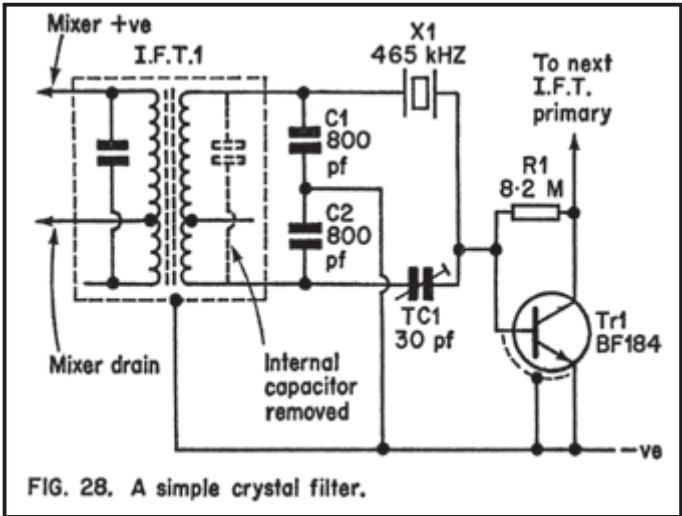 Mixer +ve
I.F.T.1
X1
465 kHZ
To next
I.F.T.
primary
C1
800
pf
R1
8·2 M
C2
800
pf
TC1
30 pf
Tr1
BF184
Mixer drain
Internal
capacitor
removed
-ve
FIG. 28. A simple crystal filter.